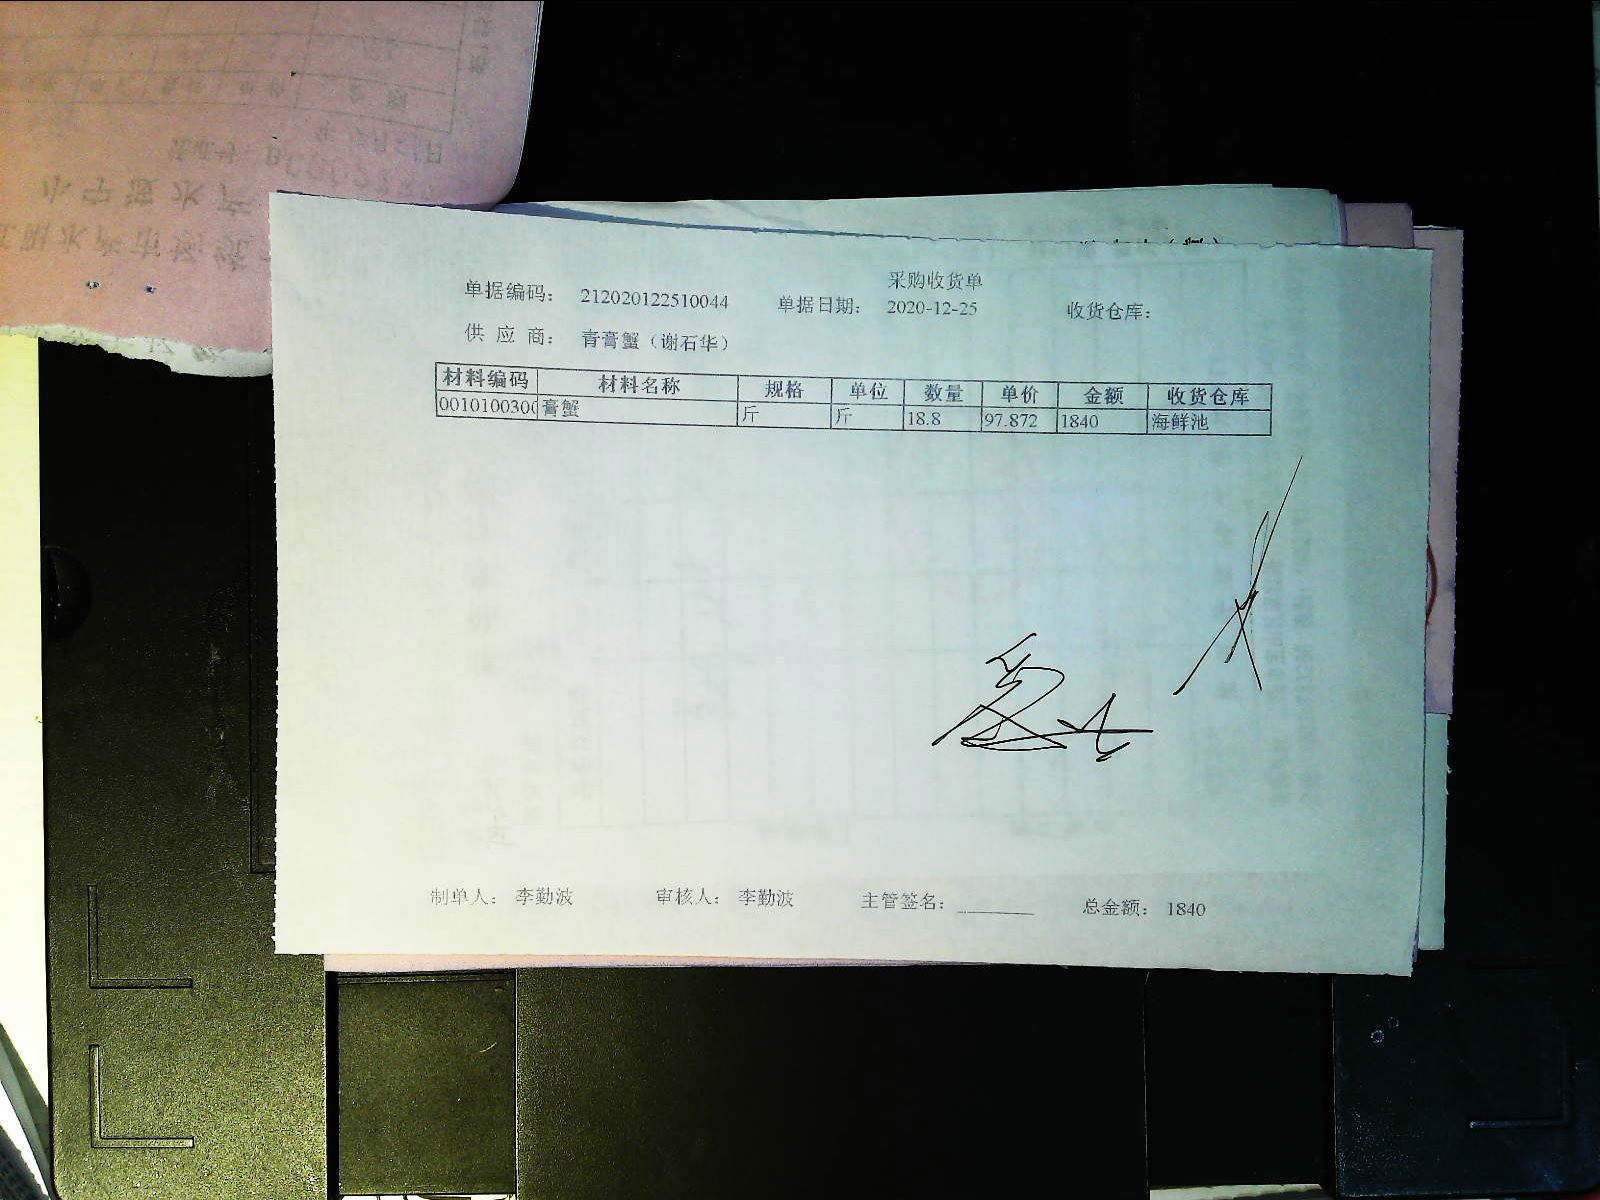 采购收货单
单据编码： 212020122510044 单据日期： 2020-12-25 收货仓库：
供 应 商： 青膏蟹（谢石华）
材料编码 材料名称 规格 单位 数量 单价 金额 收货仓库
0010100300 膏蟹 斤 斤 18.8 97.872 1840 海鲜池
制单人： 李勤波 审核人： 李勤波 主管签名：________ 总金额： 1840